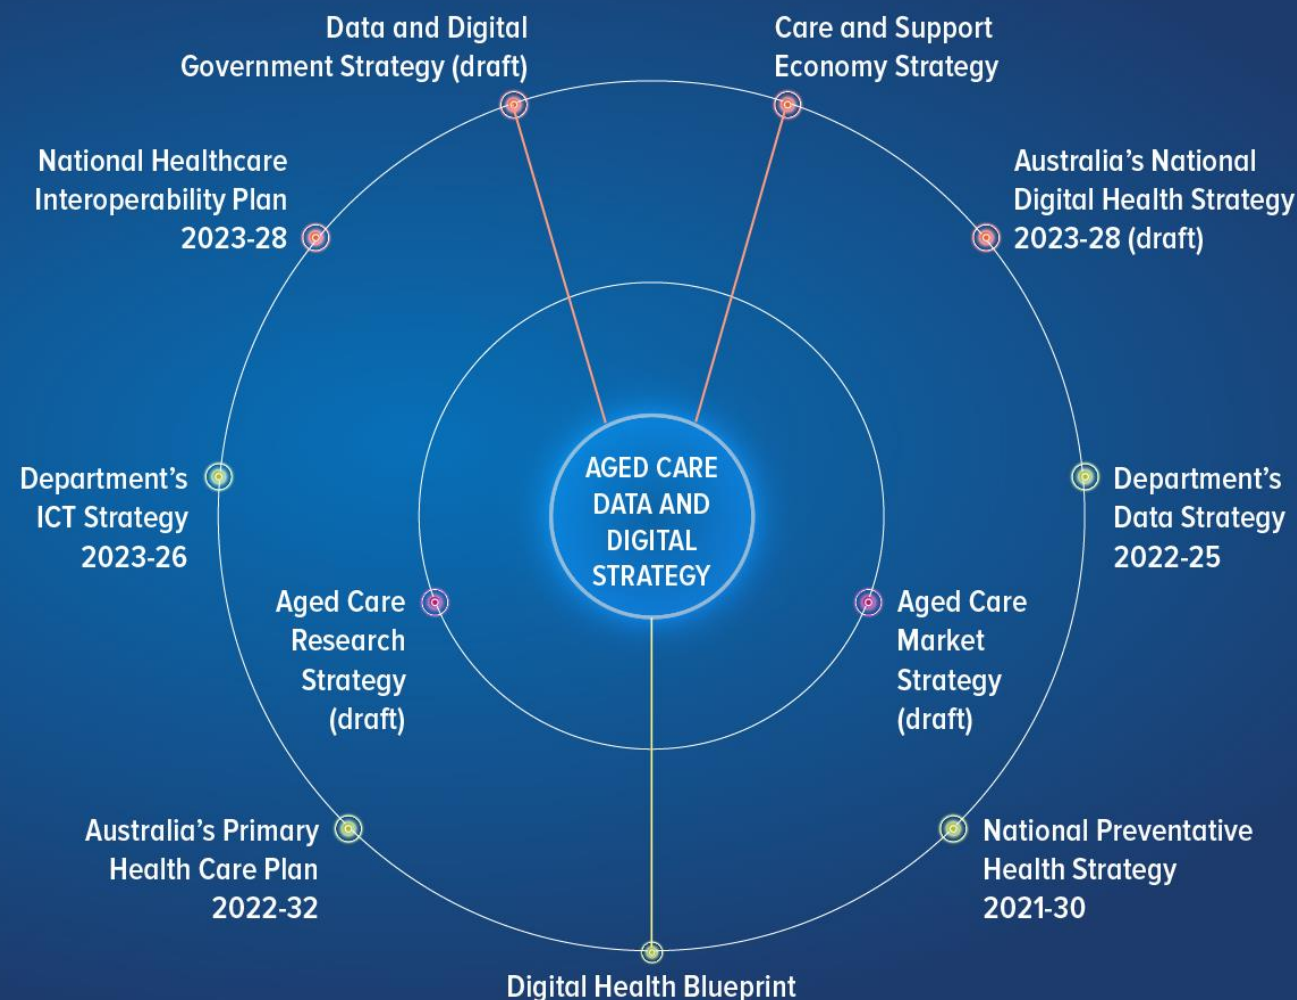 Data and Digital
Government Strategy (draft)
Care and Support
Economy Strategy
National Healthcare
Interoperability Plan
2023-28
Australia’s National
Digital Health Strategy
2023-28 (draft)
AGED CARE
DATA AND
DIGITAL
STRATEGY
Department’s
ICT Strategy
2023-26
Department’s
Data Strategy
2022-25
Aged Care
Research
Strategy
(draft)
Aged Care
Market
Strategy
(draft)
Australia’s Primary
Health Care Plan
2022-32
National Preventative
Health Strategy
2021-30
Digital Health Blueprint